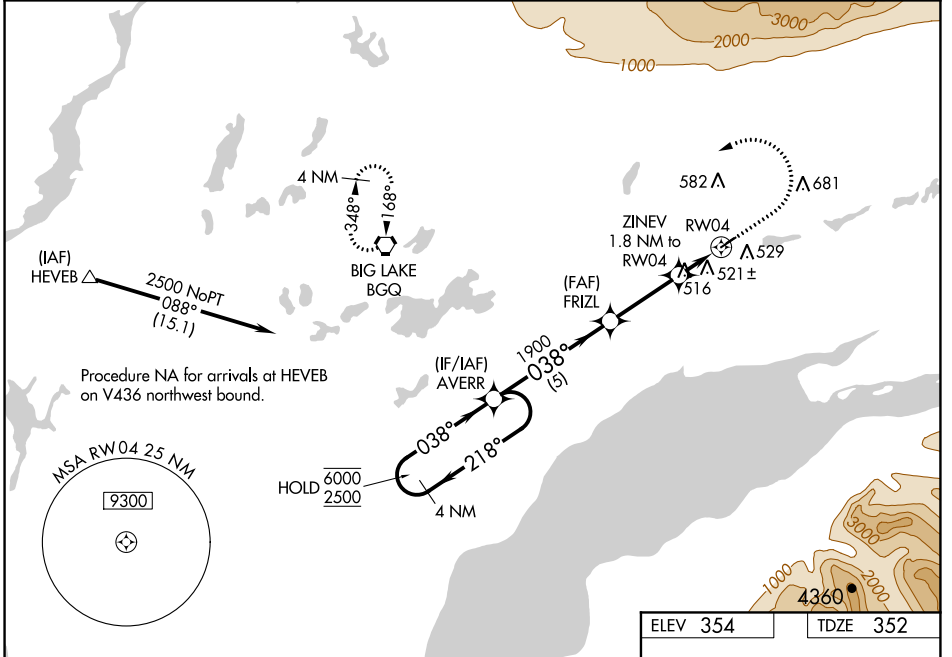 3000
2000
1000
4 NM
348°
168°
BIG LAKE
BGQ
582
681
ZINEV
1.8 NM to
RW04
RW04
529
521±
516
(IAF)
HEVEB
2500 NoPT
088°
(15.1)
(FAF)
FRIZL
Procedure NA for arrivals at HEVEB
on V436 northwest bound.
(IF/IAF)
AVERR
1900
038°
(5)
038°
218°
HOLD 6000
2500
4 NM
MSA RW04 25 NM
9300
3000
1000
2000
4360
ELEV 354
TDZE 352